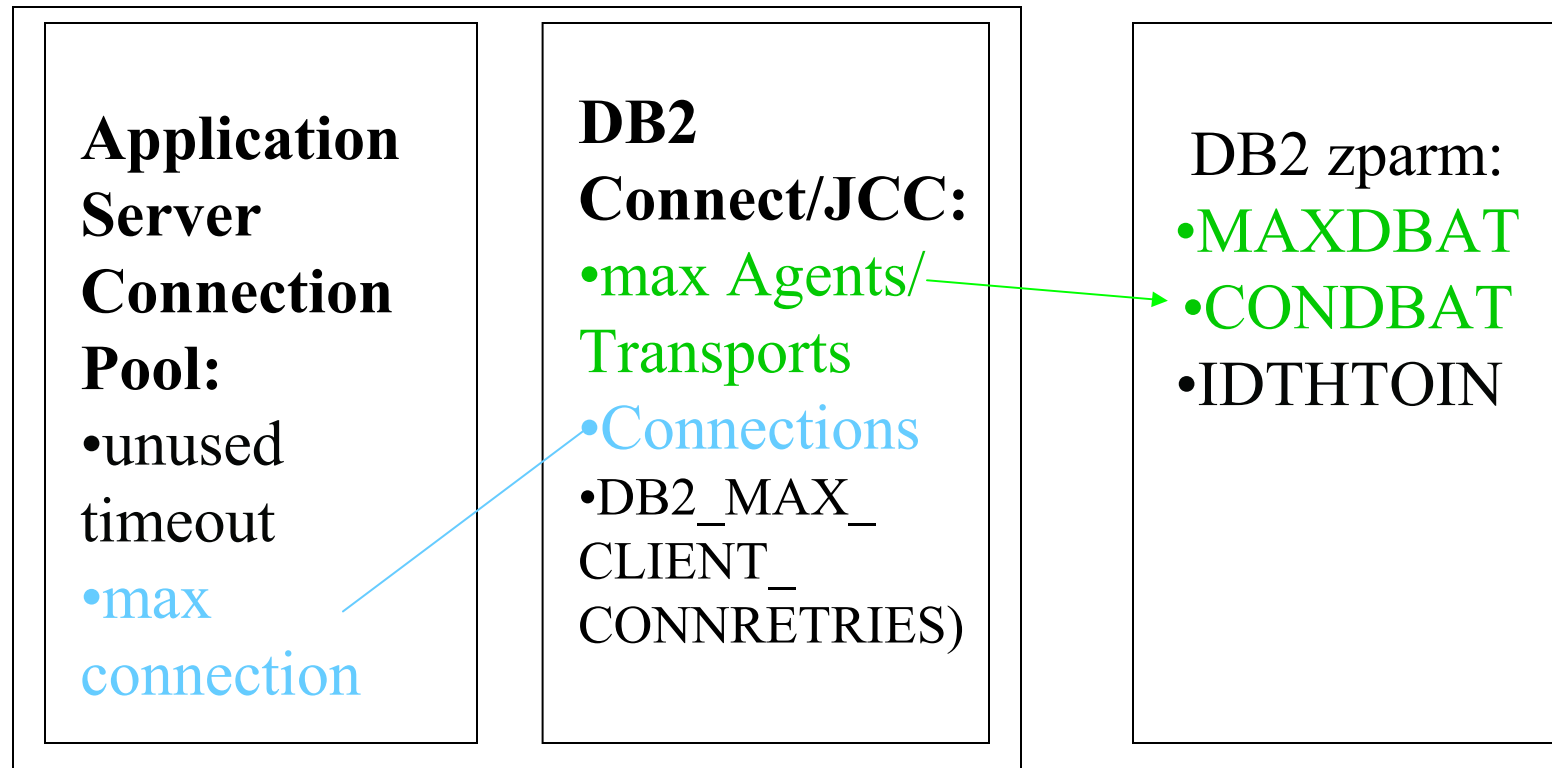 Application
Server
Connection
Pool:
•unused
timeout
•max
connection
DB2
Connect/JCC:
•max Agents/
Transports
•Connections
•DB2_MAX_
CLIENT_
CONNRETRIES)
DB2 zparm:
•MAXDBAT
•CONDBAT
•IDTHTOIN